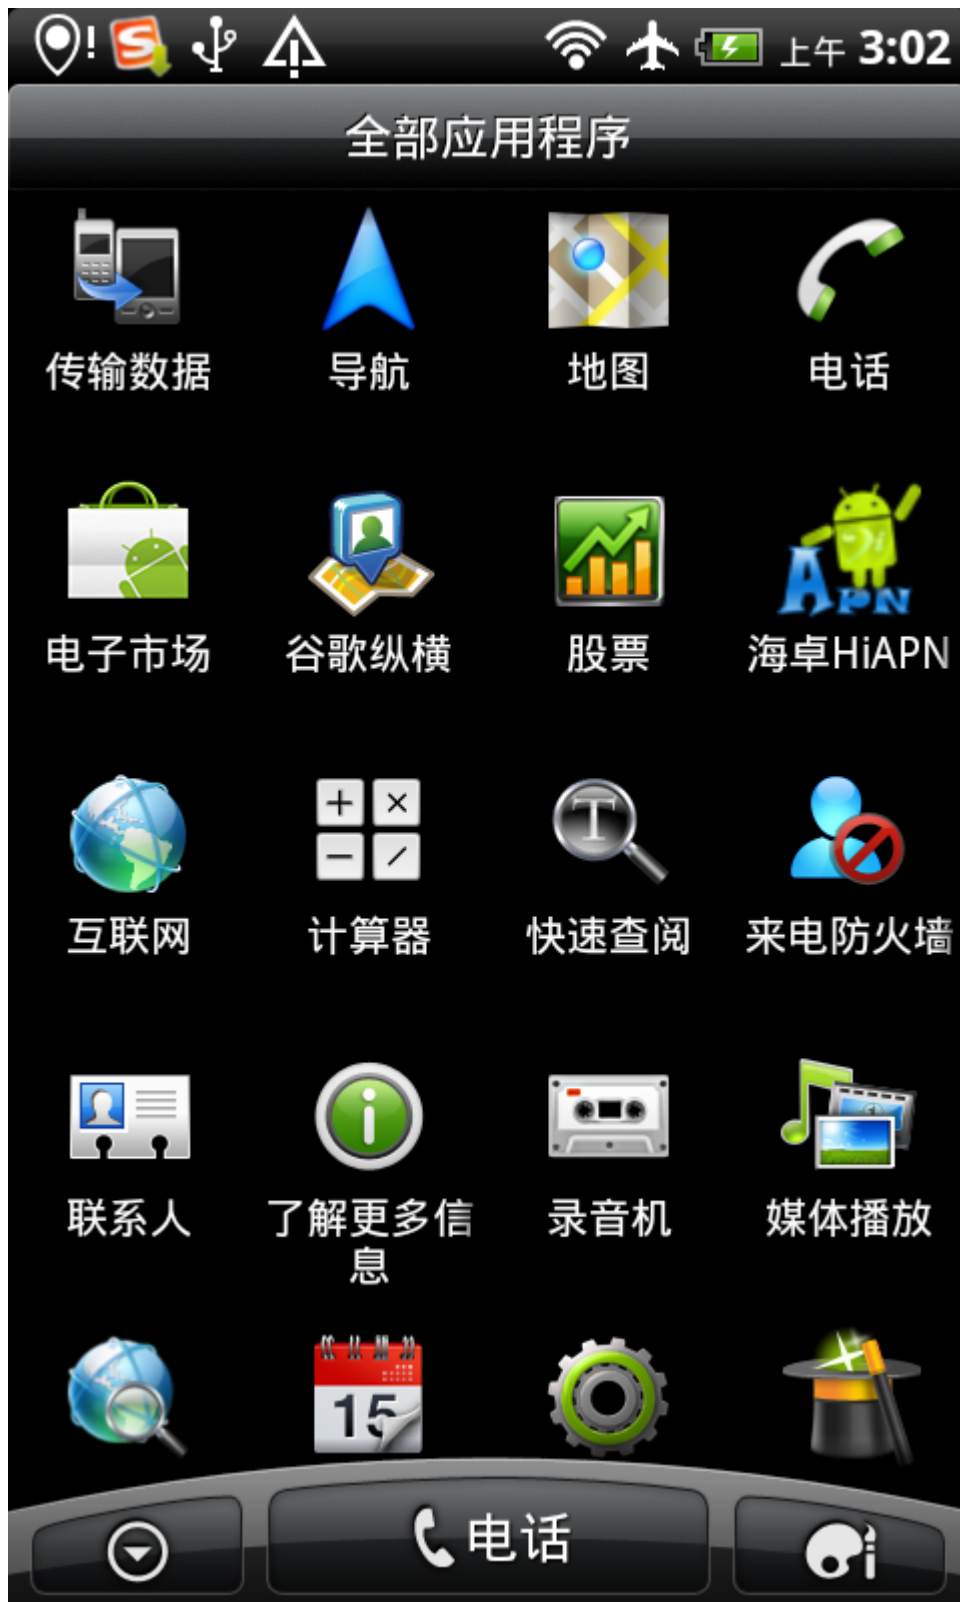 上午 3:02
全部应用程序
传输数据 导航 地图 电话
电子市场 谷歌纵横 股票 APN 海卓HiAPN
互联网 计算器 T 快速查阅 来电防火墙
联系人 了解更多信
息
录音机 媒体播放
15
电话